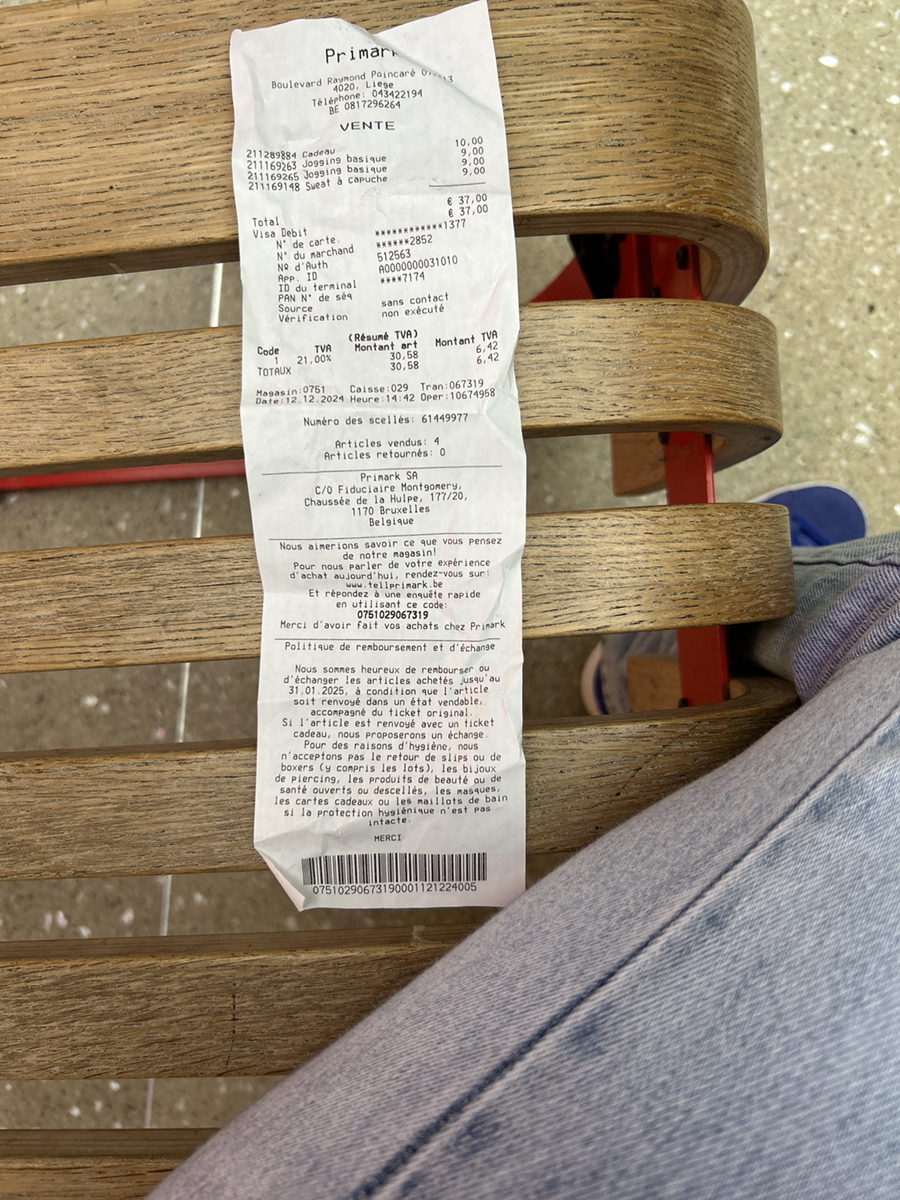 Primark
Boulevard Raymond Poincaré
4020, Liege
Téléphone: 043422194
BE 0817296264
VENTE
211289884 Cadeau 10,00
211169263 Jogging basique 9,00
211169265 Jogging basique 9,00
211169148 Sweat à capuche 9,00
Total € 37,00
Visa Debit € 37,00
N° de carte. ************1377
N° du marchand ******2852
Nº d'Auth 512563
App. ID A0000000031010
ID du terminal ****7174
PAN N° de séq
Source sans contact
Vérification non exécuté
(Résumé TVA)
Code TVA Montant art Montant TVA
1 21,00% 30,58 6,42
TOTAUX 30,58 6,42
Magasin:0751 Caisse:029 Tran:067319
Date:12.12.2024 Heure:14:42 Oper:10674958
Numéro des scellés: 61449977
Articles vendus: 4
Articles retournés: 0
Primark SA
C/O Fiduciaire Montgomery,
Chaussée de la Hulpe, 177/20,
1170 Bruxelles
Belgique
Nous aimerions savoir ce que vous pensez
de notre magasin!
Pour nous parler de votre expérience
d'achat aujourd'hui, rendez-vous sur:
www.tellprimark.be
Et répondez à une enquête rapide
en utilisant ce code:
0751029067319
Merci d'avoir fait vos achats chez Primark
Politique de remboursement et d'échange
Nous sommes heureux de rembourser ou
d'échanger les articles achetés jusqu'au
31.01.2025, à condition que l'article
soit renvoyé dans un état vendable,
accompagné du ticket original.
Si l'article est renvoyé avec un ticket
cadeau, nous proposerons un échange.
Pour des raisons d'hygiène, nous
n'acceptons pas le retour de slips ou de
boxers (y compris les lots), les bijoux
de piercing, les produits de beauté ou de
santé ouverts ou descellés, les masques,
les cartes cadeaux ou les maillots de bain
si la protection hygiénique n'est pas
intacte.
MERCI
07510290673190001121224005